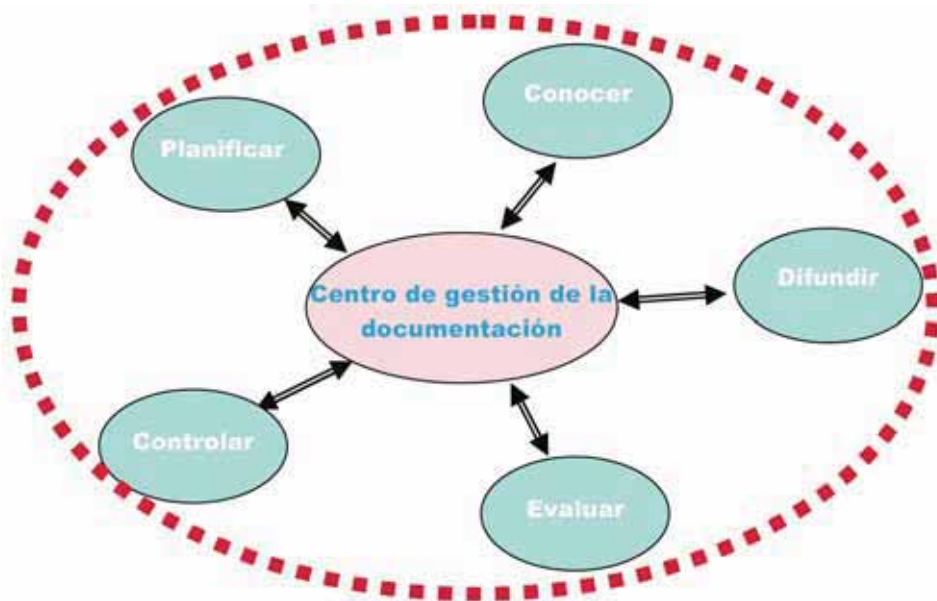 Conocer
Planificar
Difundir
Centro de gestión de la
documentación
Controlar
Evaluar